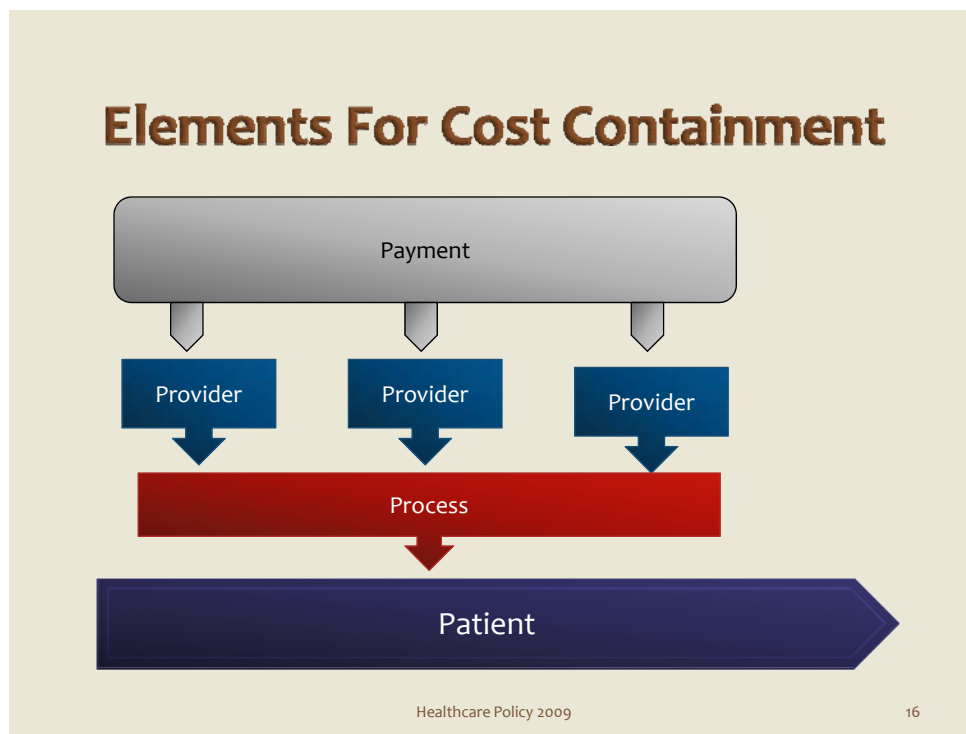 Elements For Cost Containment
Payment
Provider
Provider
Provider
Process
Patient
Healthcare Policy 2009
16